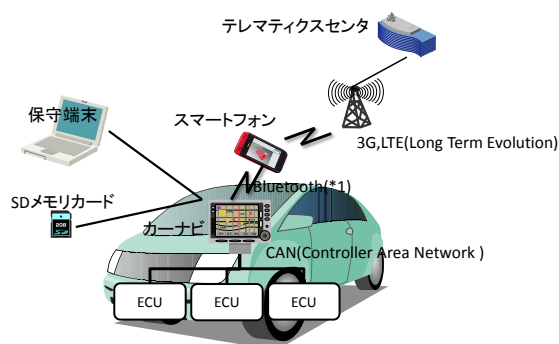 テレマティクスセンタ
保守端末
スマートフォン
3G,LTE(Long Term Evolution)
Bluetooth(*1)
SDメモリカード
2GB
カーナビ
CAN(Controller Area Network )
ECU
ECU
ECU